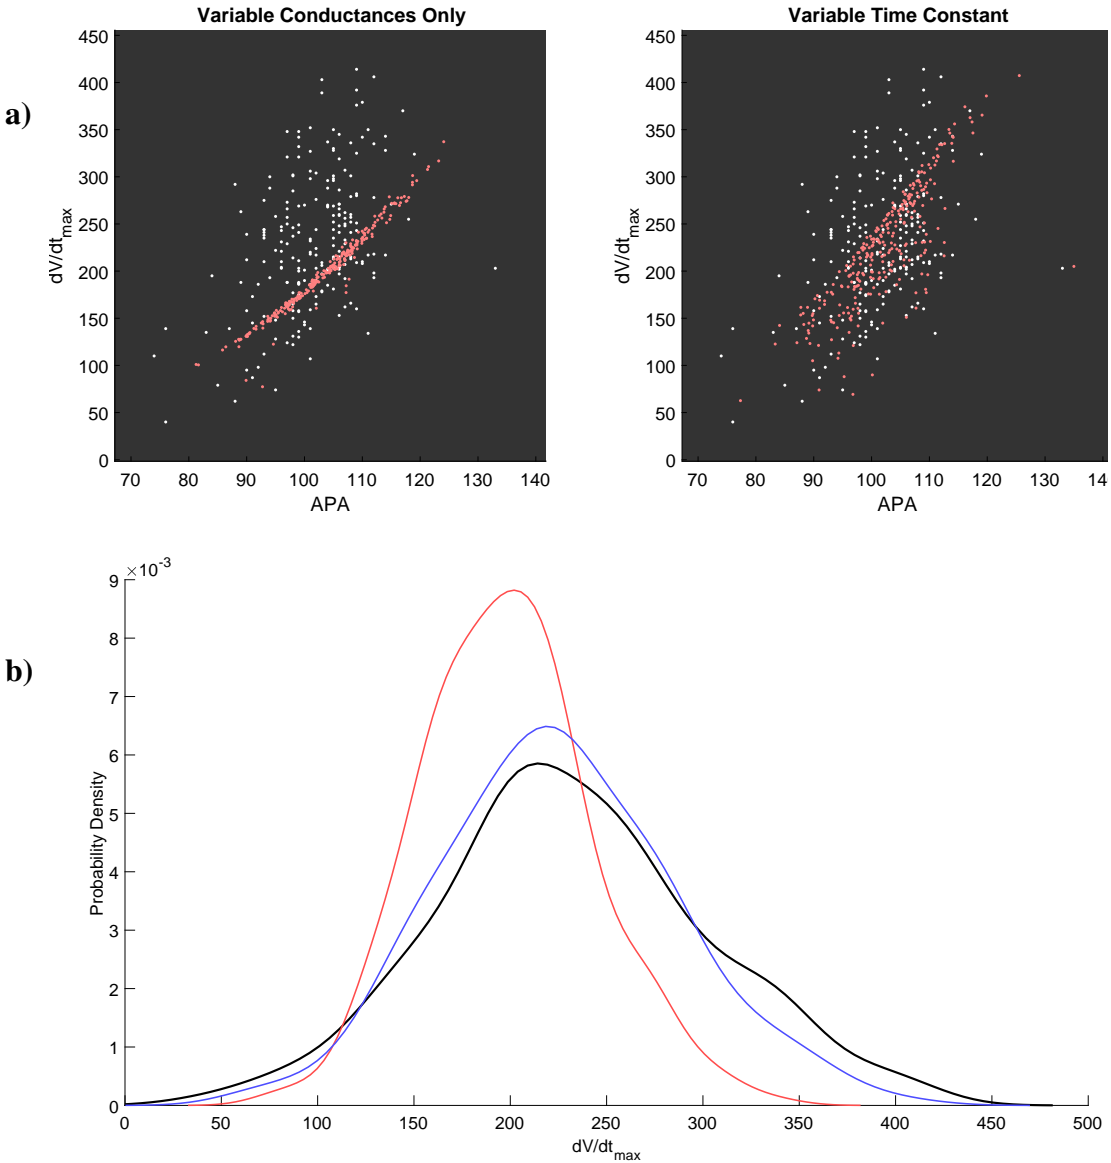 Variable Conductances Only
Variable Time Constant
a)
450
400
350
300
250
200
150
100
50
0
dV/dt_max
70 80 90 100 110 120 130 140
APA
450
400
350
300
250
200
150
100
50
0
dV/dt_max
70 80 90 100 110 120 130 140
APA
b)
×10^-3
9
8
7
6
5
4
3
2
1
0
Probability Density
0 50 100 150 200 250 300 350 400 450 500
dV/dt_max